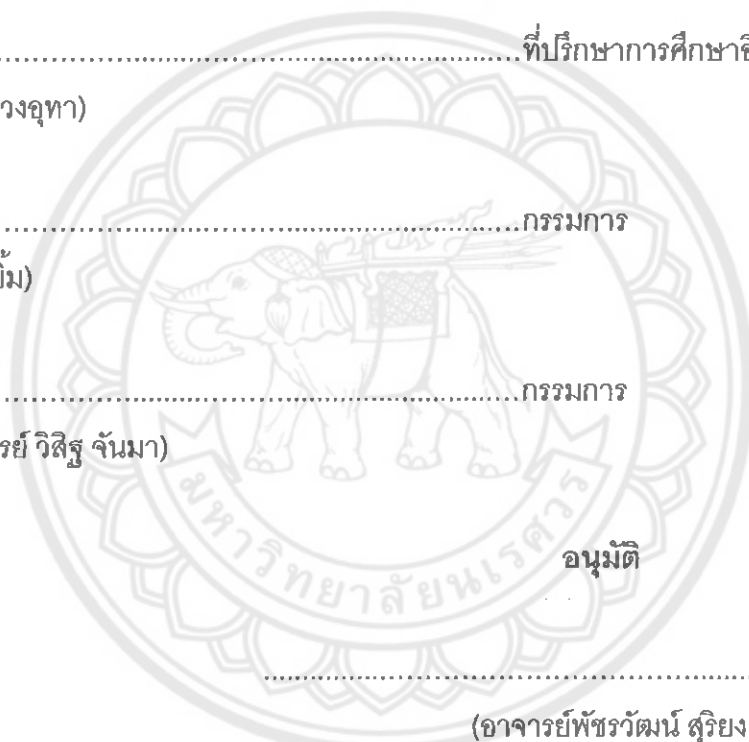 ........................................ที่ปรึกษาการศึกษา
วงอุทา)
........................................กรรมการ
ยิ้ม)
........................................กรรมการ
รย์ วิสิฐ จันมา)
มหาวิทยาลัยนเรศวร
อนุมัติ
........................................
(อาจารย์พัชรวัฒน์ สุริยง